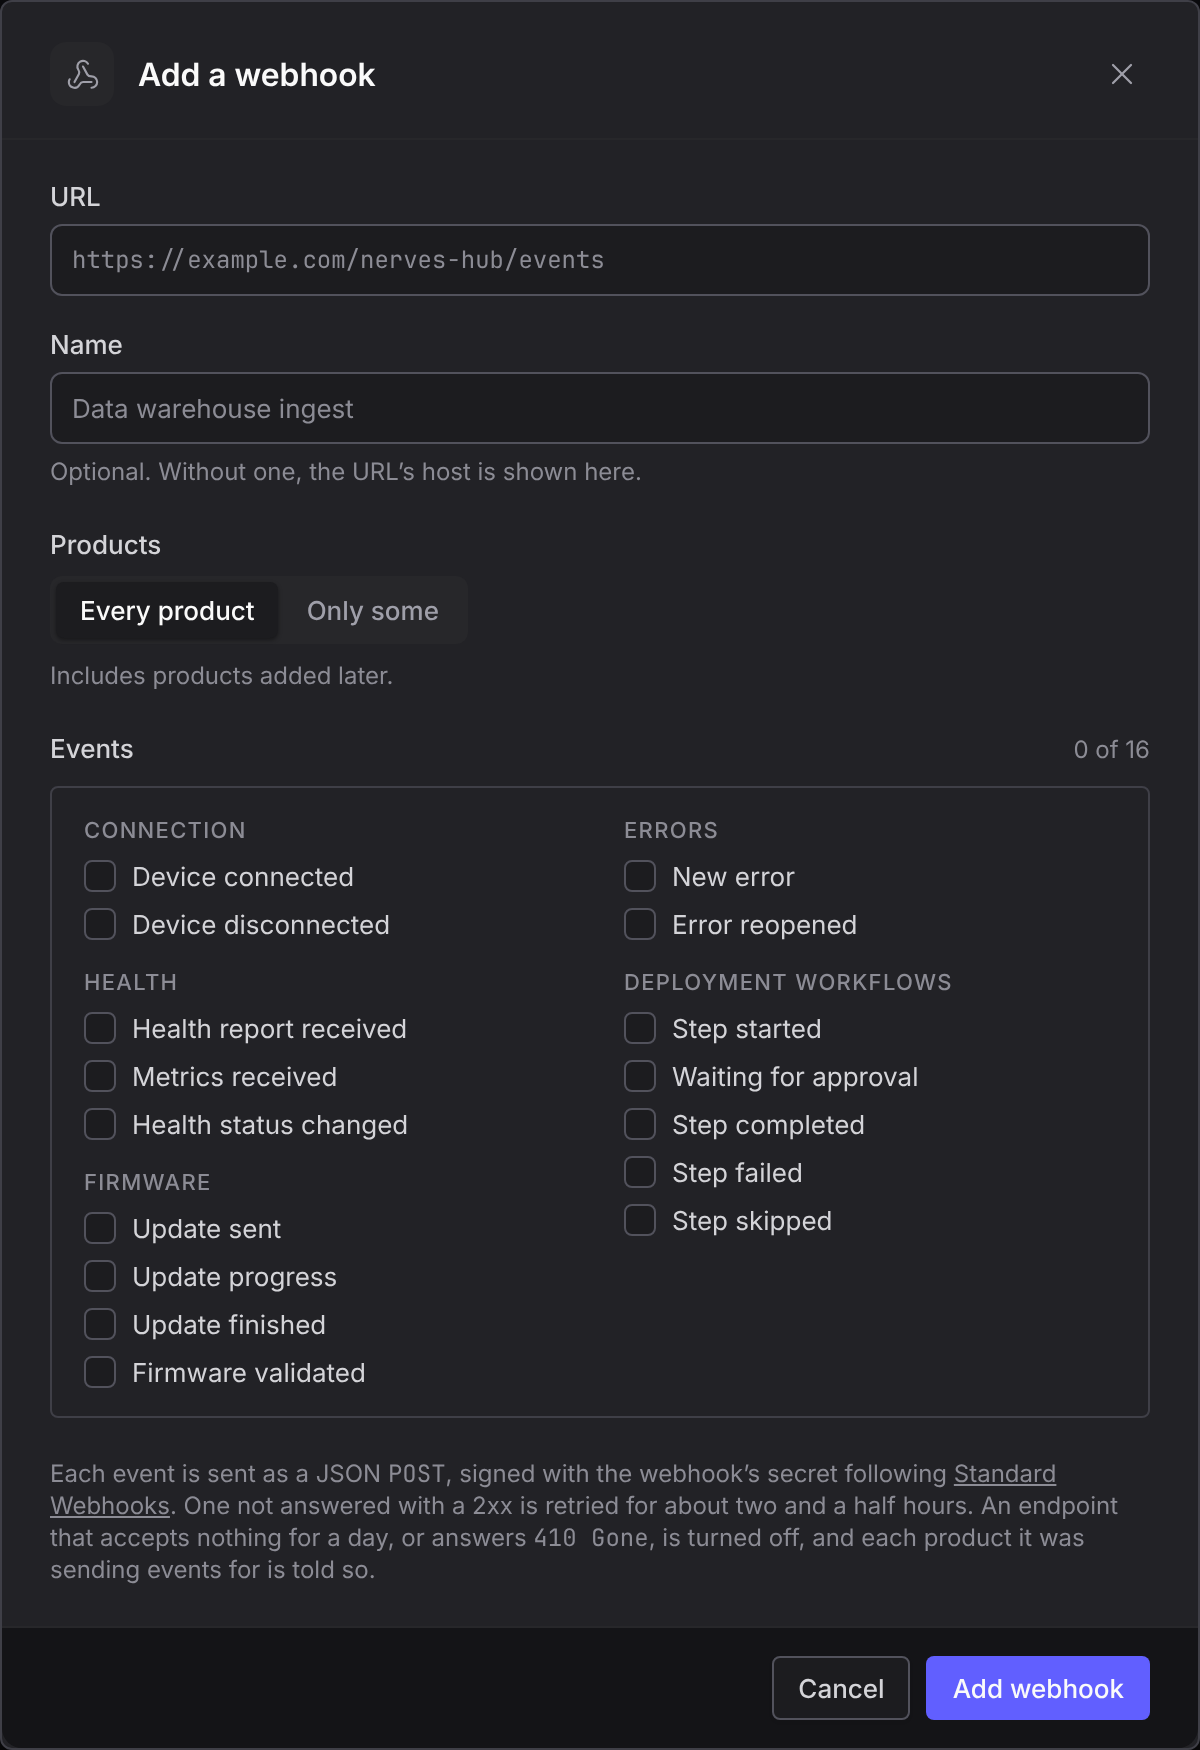 Add a webhook
URL
https://example.com/nerves-hub/events
Name
Data warehouse ingest
Optional. Without one, the URL’s host is shown here.
Products
Every product
Only some
Includes products added later.
Events
0 of 16
CONNECTION
Device connected
Device disconnected
HEALTH
Health report received
Metrics received
Health status changed
FIRMWARE
Update sent
Update progress
Update finished
Firmware validated
ERRORS
New error
Error reopened
DEPLOYMENT WORKFLOWS
Step started
Waiting for approval
Step completed
Step failed
Step skipped
Each event is sent as a JSON POST, signed with the webhook’s secret following Standard
Webhooks. One not answered with a 2xx is retried for about two and a half hours. An endpoint
that accepts nothing for a day, or answers 410 Gone, is turned off, and each product it was
sending events for is told so.
Cancel
Add webhook